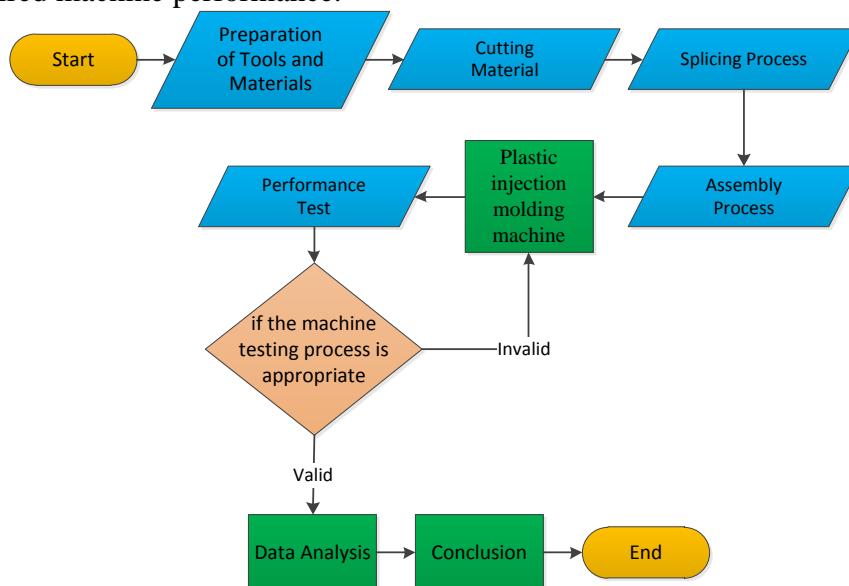 Start
Preparation
of Tools and
Materials
Cutting
Material
Splicing Process
Assembly
Process
Plastic
injection
molding
machine
Performance
Test
if the machine
testing process is
appropriate
Invalid
Valid
Data Analysis
Conclusion
End